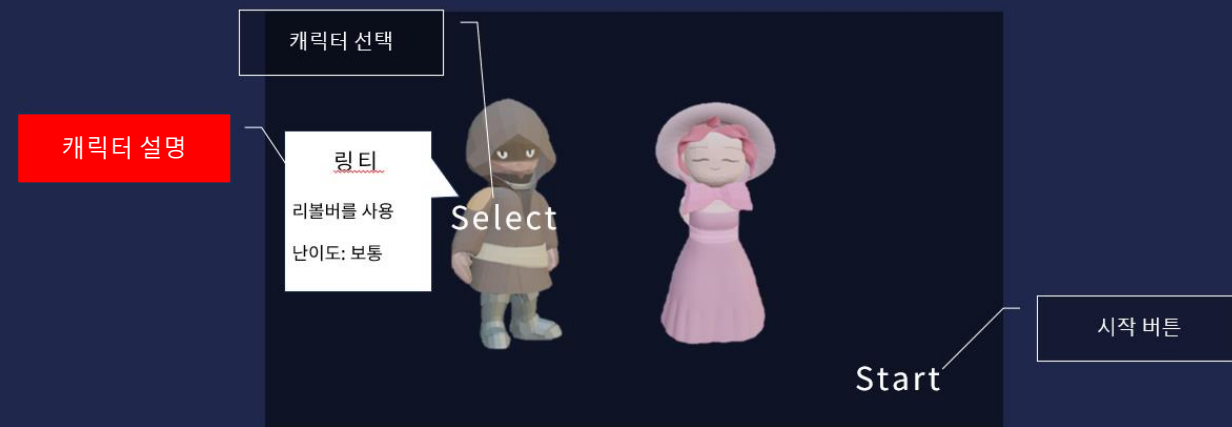 캐릭터 선택
캐릭터 설명
링티
리볼버를 사용
난이도: 보통
Select
시작 버튼
Start